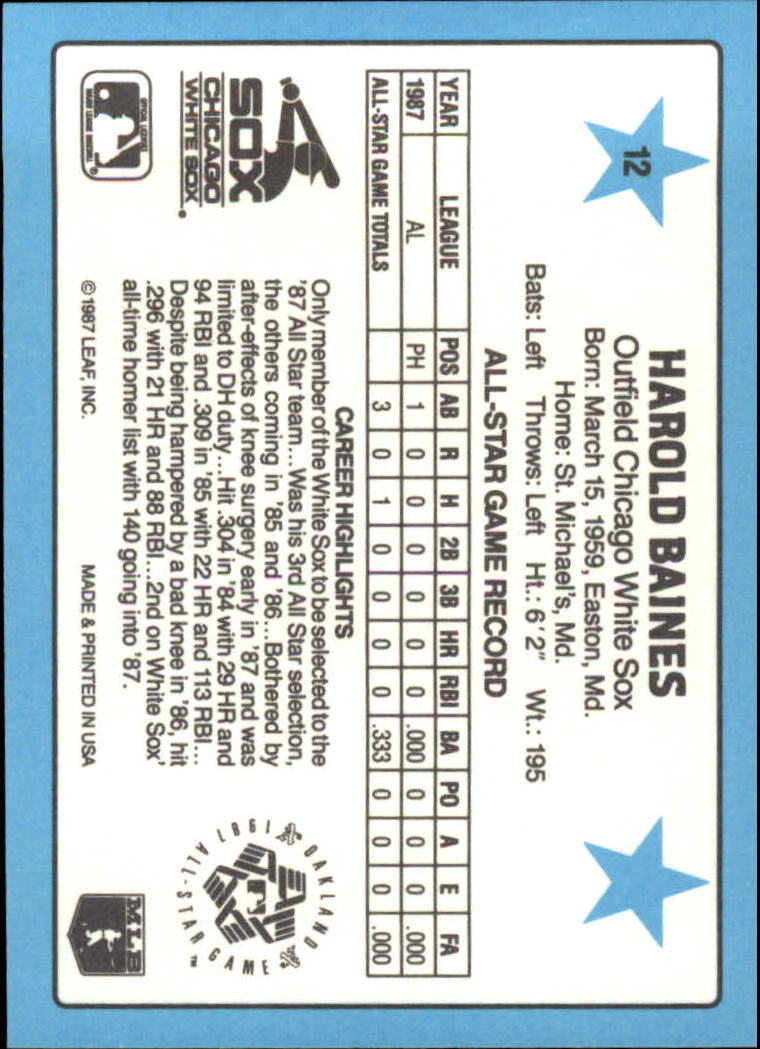 12
HAROLD BAINES
Outfield Chicago White Sox
Born: March 15, 1959, Easton, Md.
Home: St. Michael's, Md.
Bats: Left Throws: Left Ht.: 6'2" Wt.: 195
ALL-STAR GAME RECORD
YEAR LEAGUE POS AB R H 2B 3B HR RBI BA PO A E FA
1987 AL PH 1 0 0 0 0 0 0 .000 0 0 0 .000
ALL-STAR GAME TOTALS 3 0 1 0 0 0 0 .333 0 0 0 .000
CAREER HIGHLIGHTS
Only member of the White Sox to be selected to the
'87 All Star team...Was his 3rd All Star selection,
the others coming in '85 and '86...Bothered by
after-effects of knee surgery early in '87 and was
limited to DH duty...Hit .304 in '84 with 29 HR and
94 RBI and .309 in '85 with 22 HR and 113 RBI...
Despite being hampered by a bad knee in '86, hit
.296 with 21 HR and 88 RBI...2nd on White Sox'
all-time homer list with 140 going into '87.
SOX
CHICAGO
WHITE SOX®
OFFICIAL LICENSEE
MAJOR LEAGUE BASEBALL®
1987 OAKLAND
ALL-STAR GAME™
MLB
© 1987 LEAF, INC. MADE & PRINTED IN USA